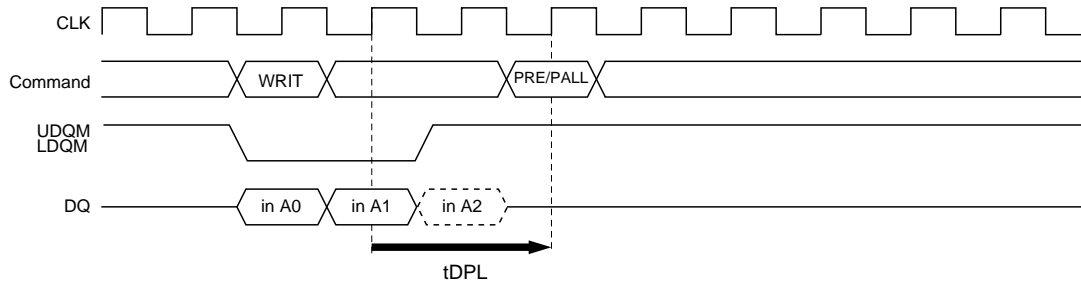 CLK
Command
WRIT
PRE/PALL
UDQM
LDQM
DQ
in A0
in A1
in A2
tDPL